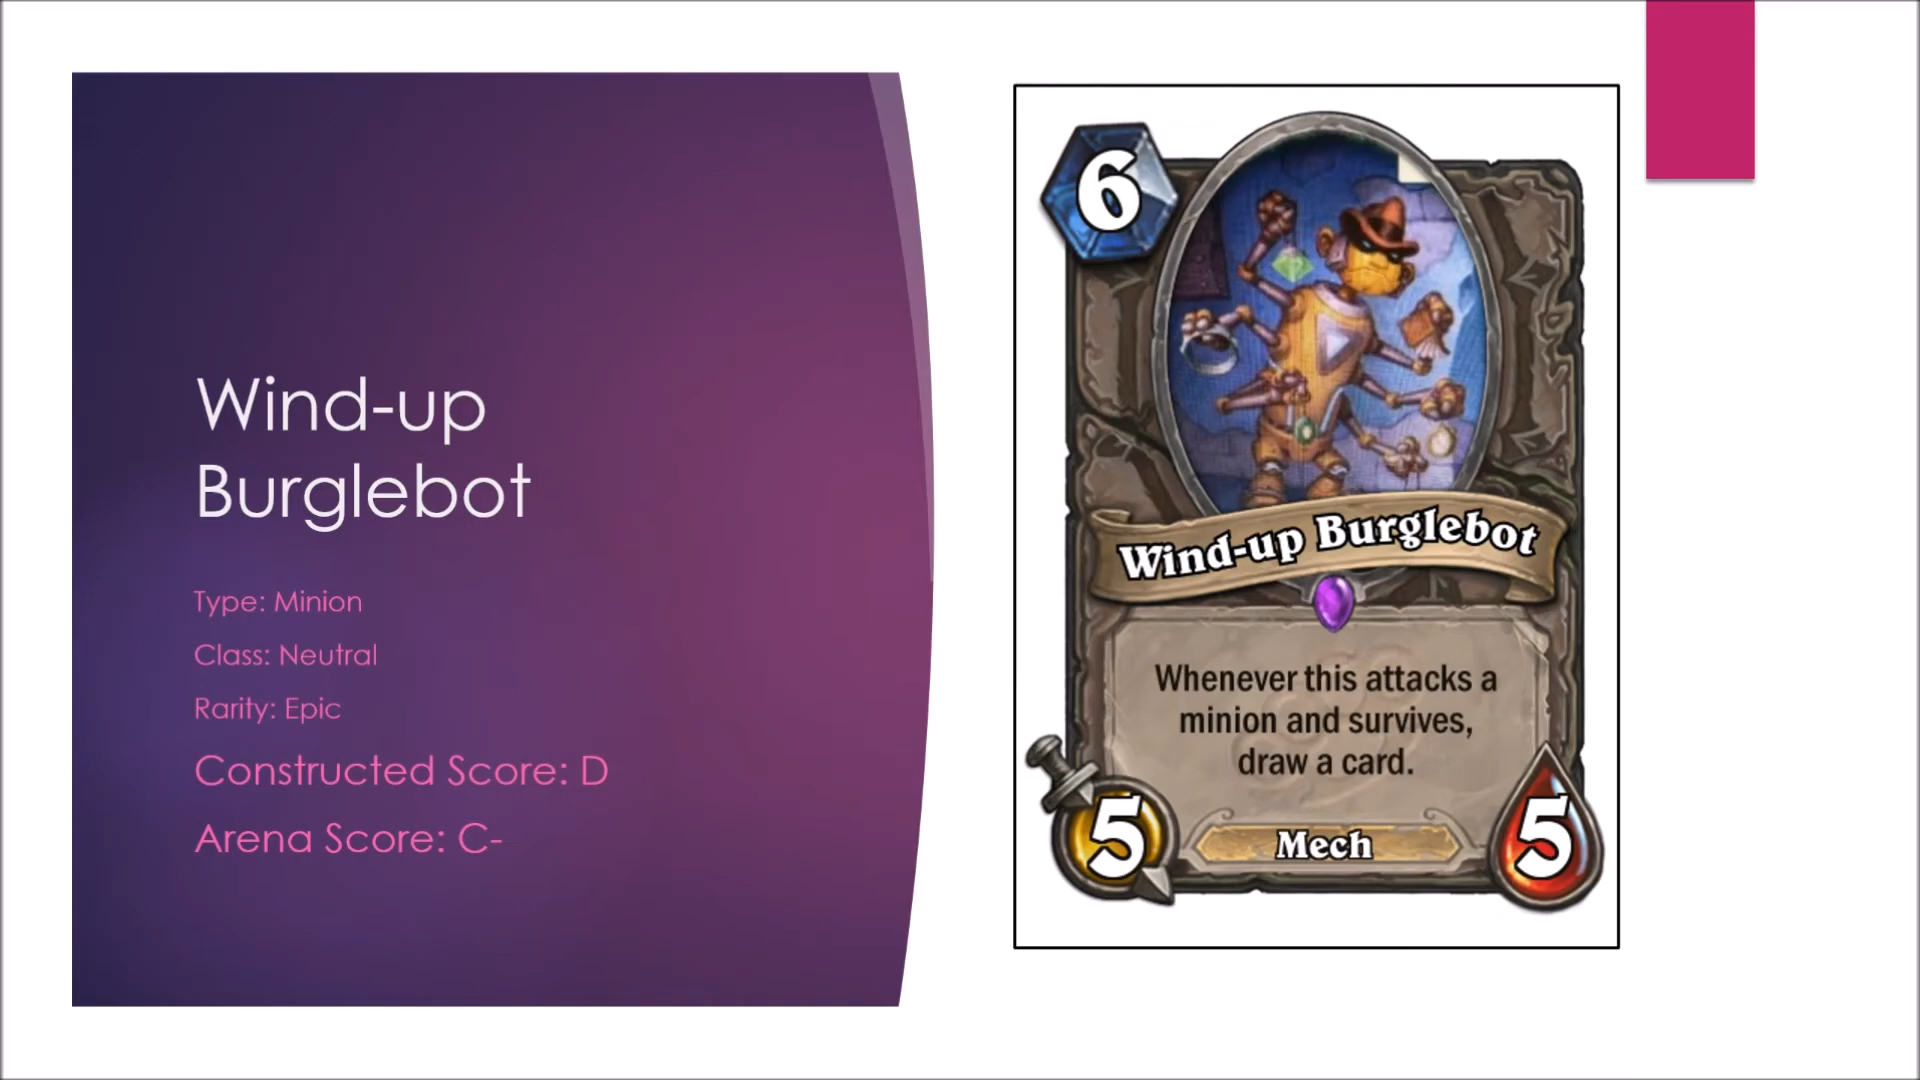 Wind-up
Burglebot
Type: Minion
Class: Neutral
Rarity: Epic
Constructed Score: D
Arena Score: C-
6
Wind-up Burglebot
Whenever this attacks a
minion and survives,
draw a card.
5
Mech
5